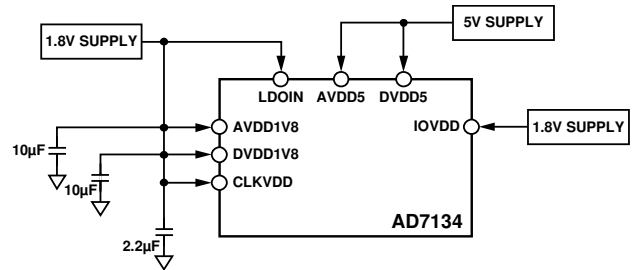 1.8V SUPPLY
5V SUPPLY
LDOIN
AVDD5
DVDD5
AVDD1V8
IOVDD
1.8V SUPPLY
10µF
DVDD1V8
10µF
CLKVDD
AD7134
2.2µF